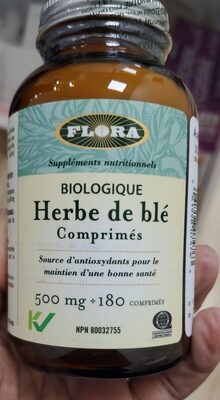 FLORA
Suppléments nutritionnels
BIOLOGIQUE
Herbe de blé
Comprimés
Source d'antioxydants pour le
maintien d'une bonne santé
500 mg + 180 COMPRIMÉS
KV
NPN 80032755